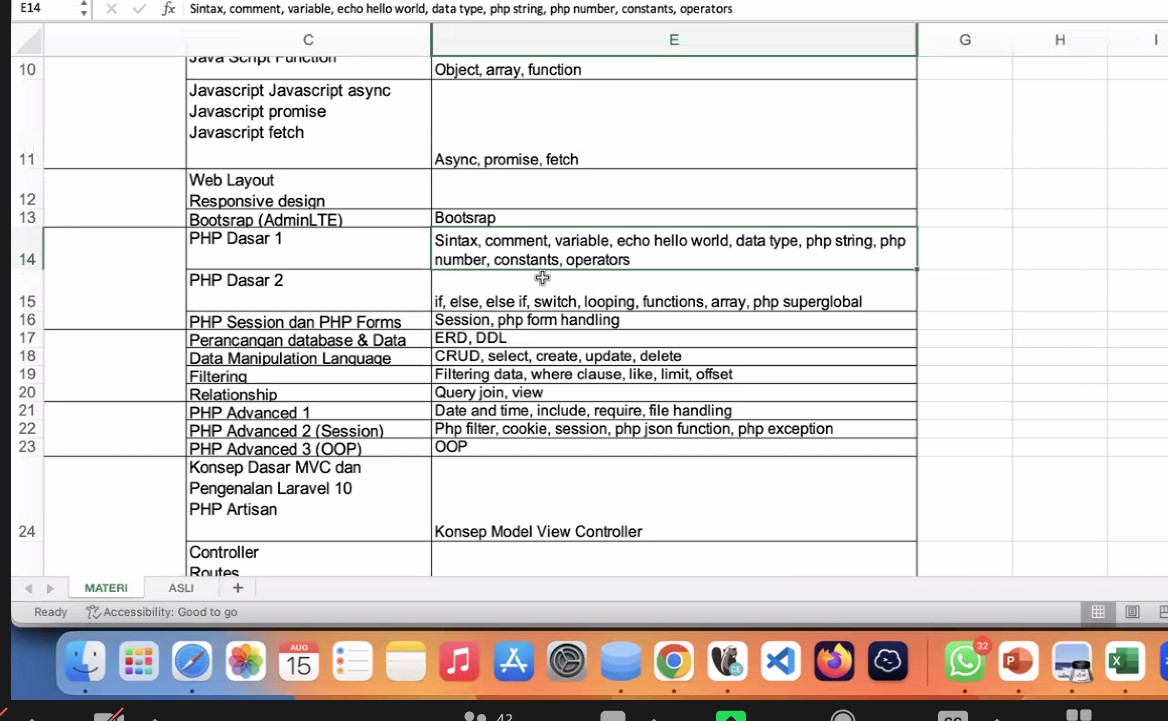 E14
fx Sintax, comment, variable, echo hello world, data type, php string, php number, constants, operators
C E G H I
10 Java Script Function Object, array, function
Javascript Javascript async
Javascript promise
Javascript fetch
11 Async, promise, fetch
Web Layout
12 Responsive design
13 Bootsrap (AdminLTE) Bootsrap
PHP Dasar 1 Sintax, comment, variable, echo hello world, data type, php string, php
14 number, constants, operators
PHP Dasar 2
15 if, else, else if, switch, looping, functions, array, php superglobal
16 PHP Session dan PHP Forms Session, php form handling
17 Perancangan database & Data ERD, DDL
18 Data Manipulation Language CRUD, select, create, update, delete
19 Filtering Filtering data, where clause, like, limit, offset
20 Relationship Query join, view
21 PHP Advanced 1 Date and time, include, require, file handling
22 PHP Advanced 2 (Session) Php filter, cookie, session, php json function, php exception
23 PHP Advanced 3 (OOP) OOP
Konsep Dasar MVC dan
Pengenalan Laravel 10
PHP Artisan
24 Konsep Model View Controller
Controller
Routes
MATERI ASLI +
Ready Accessibility: Good to go
AUG
15
32
42